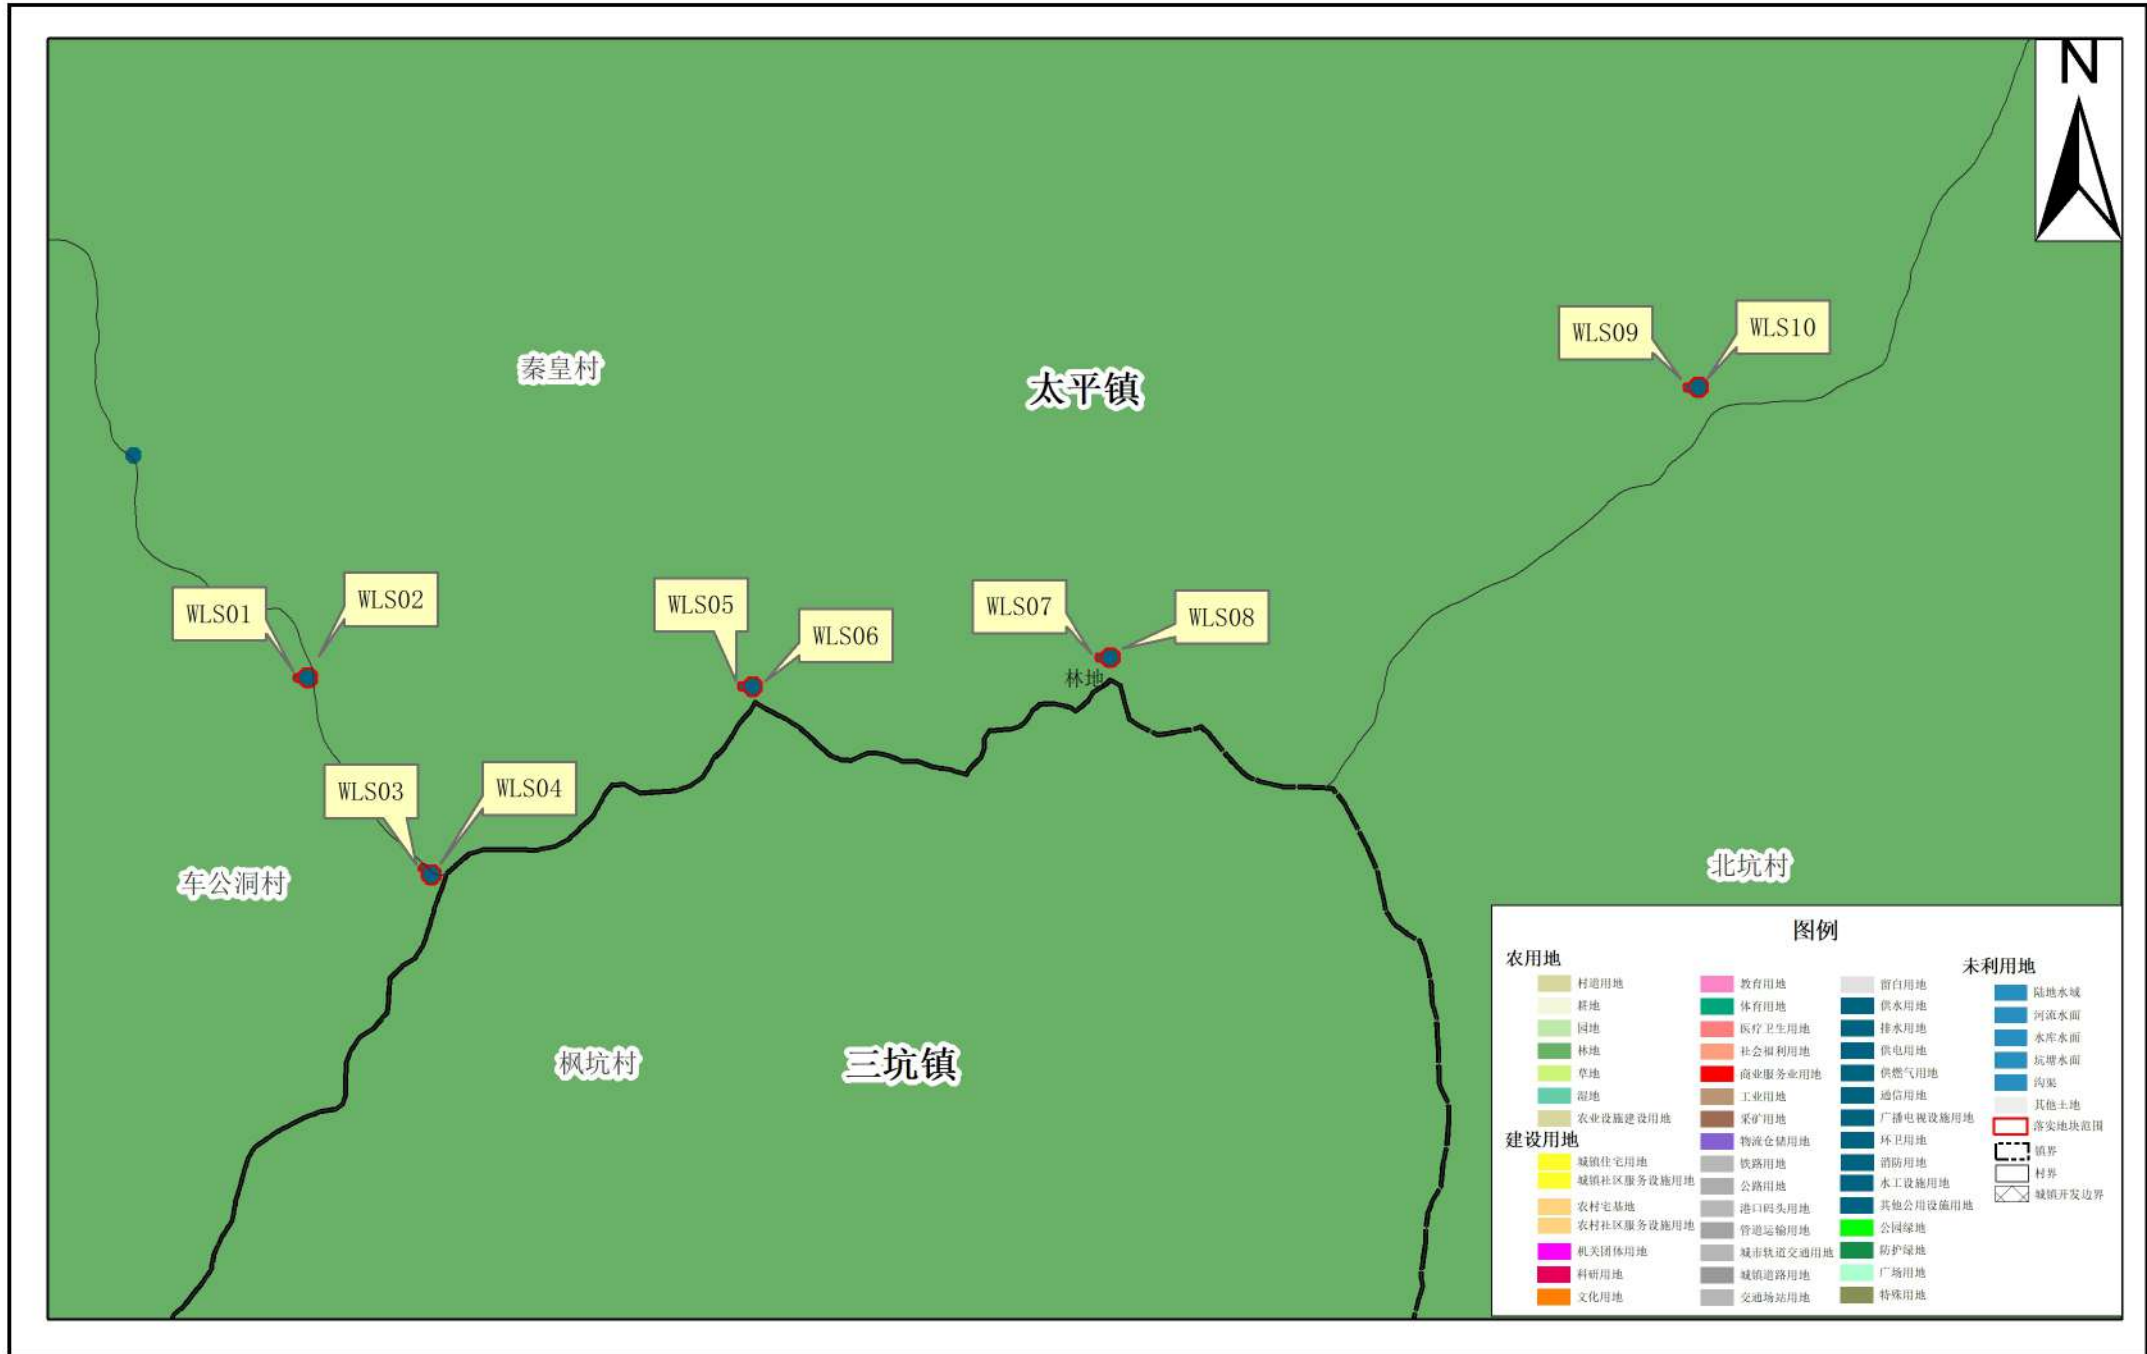 N
WLS09
WLS10
秦皇村
太平镇
WLS01
WLS02
WLS05
WLS06
WLS07
WLS08
林地
WLS03
WLS04
车公洞村
北坑村
枫坑村
三坑镇
图例
农用地
村道用地
耕地
园地
林地
草地
湿地
农业设施建设用地
建设用地
城镇住宅用地
城镇社区服务设施用地
农村宅基地
农村社区服务设施用地
机关团体用地
科研用地
文化用地
教育用地
体育用地
医疗卫生用地
社会福利用地
商业服务业用地
工业用地
采矿用地
物流仓储用地
铁路用地
公路用地
港口码头用地
管道运输用地
城市轨道交通用地
城镇道路用地
交通场站用地
留白用地
供水用地
排水用地
供电用地
供燃气用地
通信用地
广播电视设施用地
环卫用地
消防用地
水工设施用地
其他公用设施用地
公园绿地
防护绿地
广场用地
特殊用地
未利用地
陆地水域
河流水面
水库水面
坑塘水面
沟渠
其他土地
落实地块范围
镇界
村界
城镇开发边界